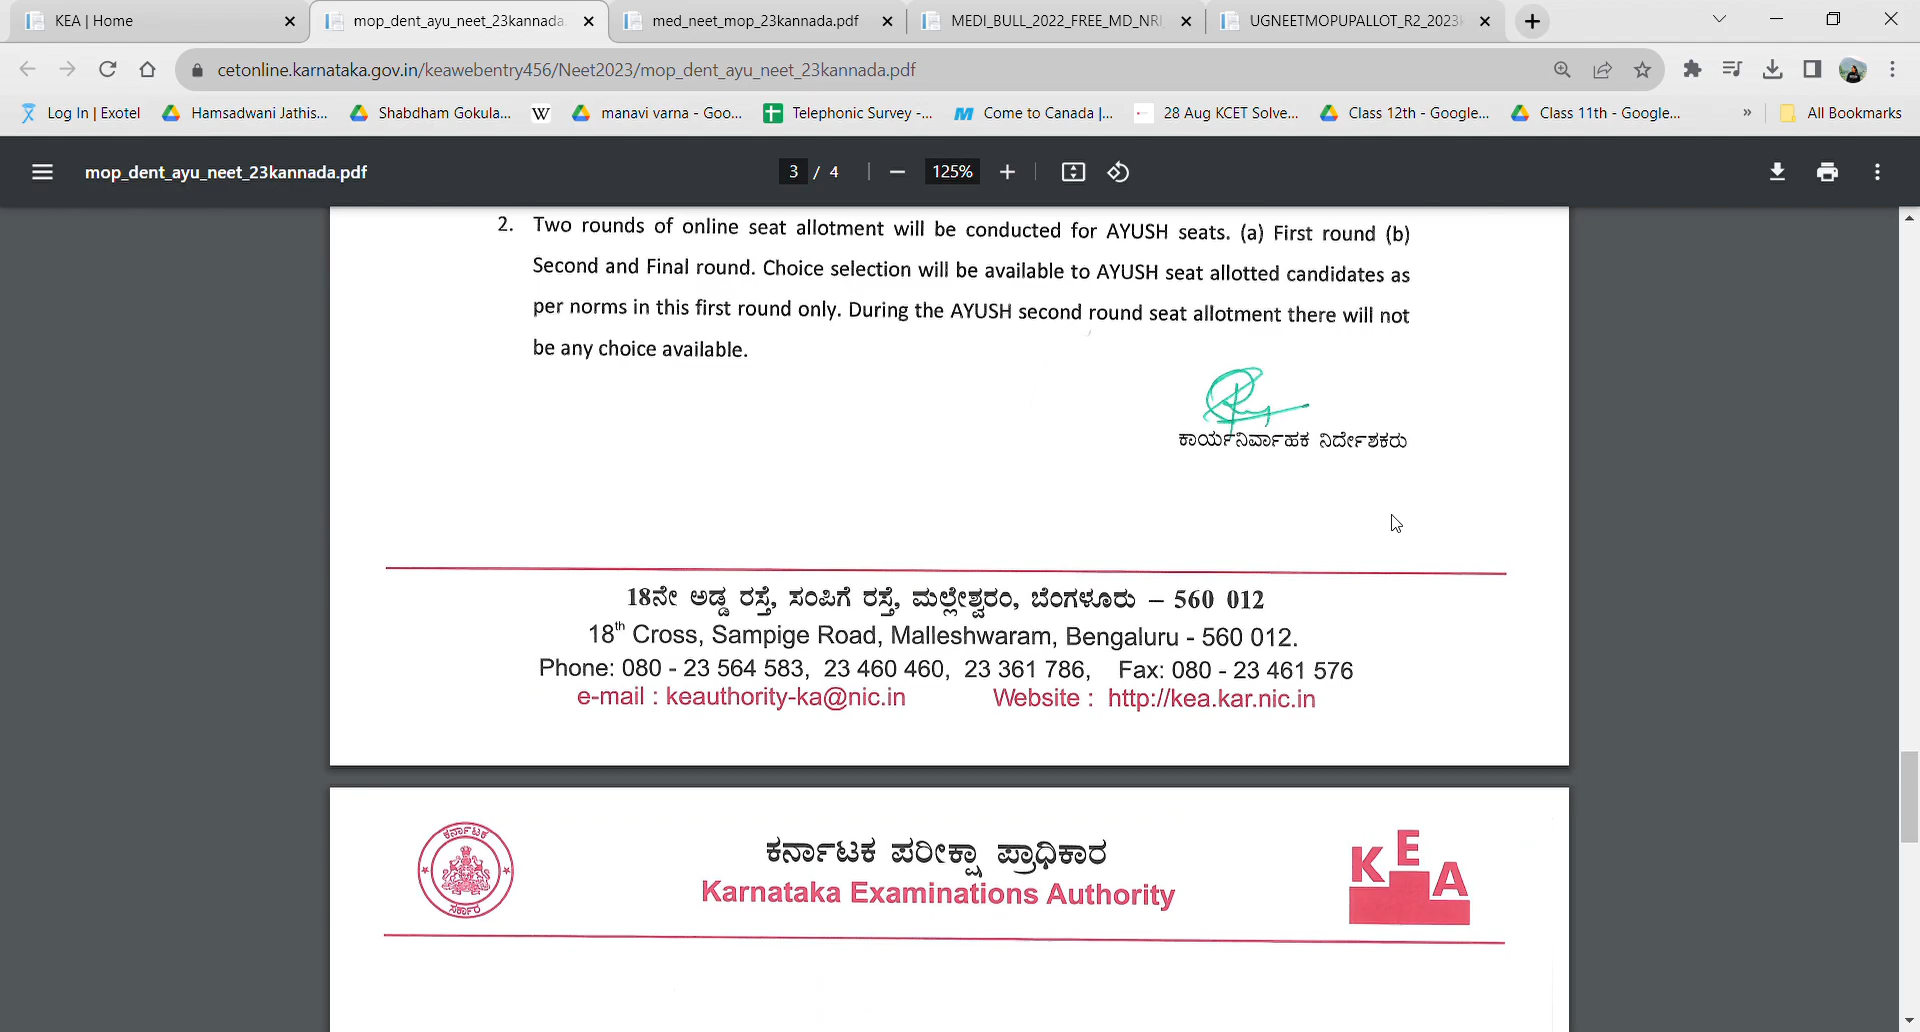 KEA | Home
mop_dent_ayu_neet_23kannada.
med_neet_mop_23kannada.pdf
MEDI_BULL_2022_FREE_MD_NRI
UGNEETMOPUPALLOT_R2_2023
cetonline.karnataka.gov.in/keawebentry456/Neet2023/mop_dent_ayu_neet_23kannada.pdf
Log In | Exotel
Hamsadwani Jathis...
Shabdham Gokula...
W
manavi varna - Goo...
Telephonic Survey -...
Come to Canada |...
28 Aug KCET Solve...
Class 12th - Google...
Class 11th - Google...
»
All Bookmarks
mop_dent_ayu_neet_23kannada.pdf
3 / 4
125%
2. Two rounds of online seat allotment will be conducted for AYUSH seats. (a) First round (b)
Second and Final round. Choice selection will be available to AYUSH seat allotted candidates as
per norms in this first round only. During the AYUSH second round seat allotment there will not
be any choice available.
ಕಾರ್ಯನಿರ್ವಾಹಕ ನಿರ್ದೇಶಕರು
18ನೇ ಅಡ್ಡ ರಸ್ತೆ, ಸಂಪಿಗೆ ರಸ್ತೆ, ಮಲ್ಲೇಶ್ವರಂ, ಬೆಂಗಳೂರು – 560 012
18th Cross, Sampige Road, Malleshwaram, Bengaluru - 560 012.
Phone: 080 - 23 564 583, 23 460 460, 23 361 786, Fax: 080 - 23 461 576
e-mail : keauthority-ka@nic.in Website : http://kea.kar.nic.in
ಕರ್ನಾಟಕ
ಸರ್ಕಾರ
ಕರ್ನಾಟಕ ಪರೀಕ್ಷಾ ಪ್ರಾಧಿಕಾರ
Karnataka Examinations Authority
KEA